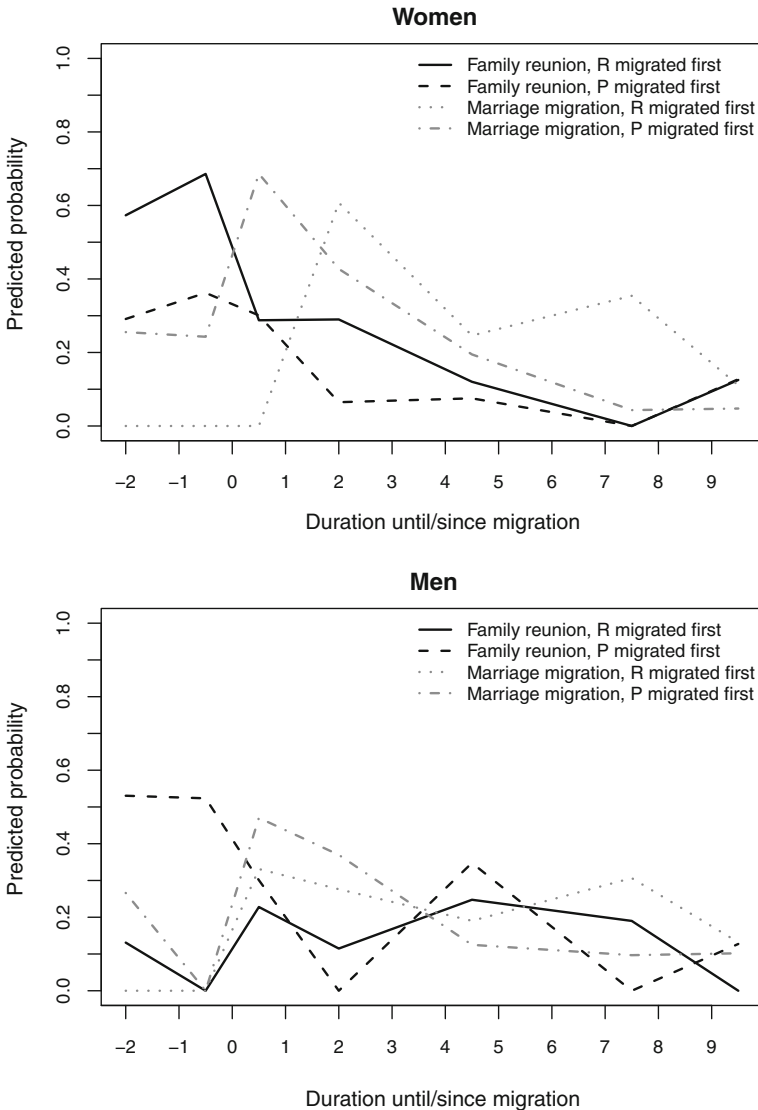 Women
Predicted probability
1.0
0.8
0.6
0.4
0.2
0.0
Family reunion, R migrated first
Family reunion, P migrated first
Marriage migration, R migrated first
Marriage migration, P migrated first
−2 −1 0 1 2 3 4 5 6 7 8 9
Duration until/since migration
Men
Predicted probability
1.0
0.8
0.6
0.4
0.2
0.0
Family reunion, R migrated first
Family reunion, P migrated first
Marriage migration, R migrated first
Marriage migration, P migrated first
−2 −1 0 1 2 3 4 5 6 7 8 9
Duration until/since migration